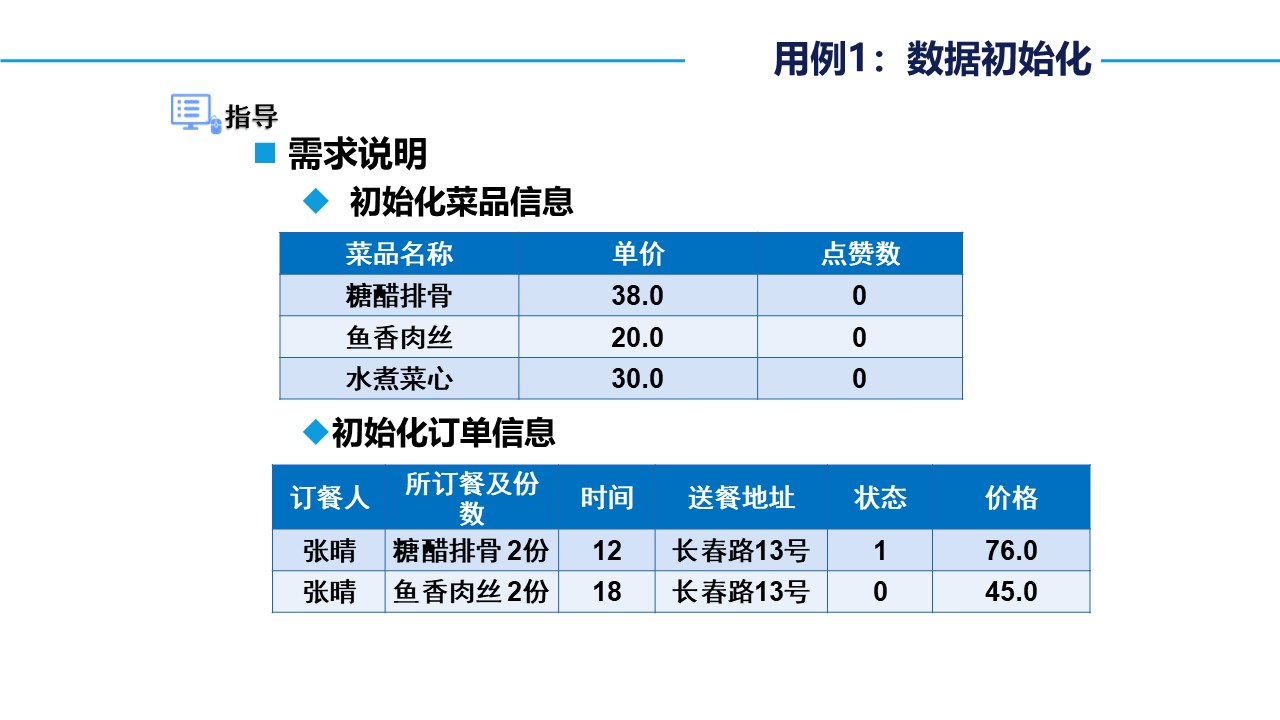 用例1：数据初始化
指导
需求说明
初始化菜品信息
菜品名称 单价 点赞数
糖醋排骨 38.0 0
鱼香肉丝 20.0 0
水煮菜心 30.0 0
初始化订单信息
订餐人 所订餐及份数 时间 送餐地址 状态 价格
张晴 糖醋排骨 2份 12 长春路13号 1 76.0
张晴 鱼香肉丝 2份 18 长春路13号 0 45.0